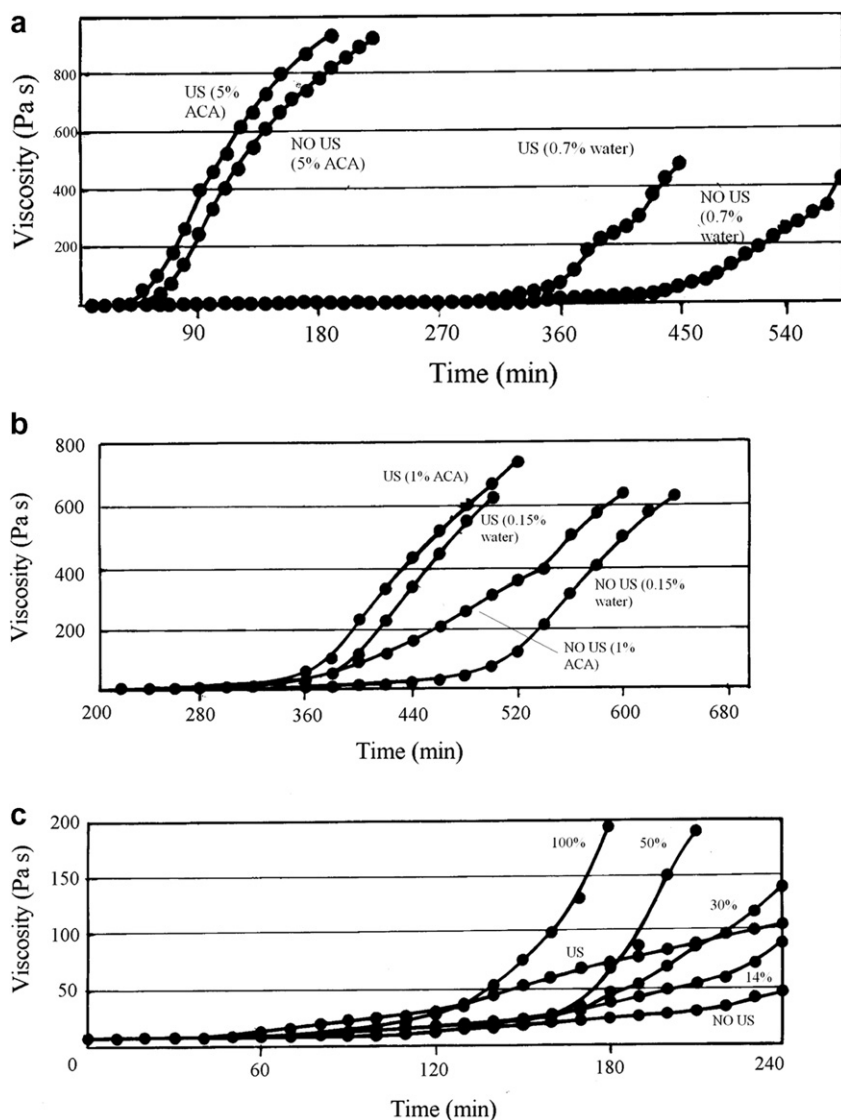 a
Viscosity (Pa s)
800
600
400
200
US (5%
ACA)
NO US
(5% ACA)
US (0.7% water)
NO US
(0.7%
water)
90 180 270 360 450 540
Time (min)
b
Viscosity (Pa s)
800
600
400
200
US (1% ACA)
US (0.15%
water)
NO US (0.15%
water)
NO US (1%
ACA)
200 280 360 440 520 600 680
Time (min)
c
Viscosity (Pa s)
200
150
100
50
0
100%
50%
30%
US
14%
NO US
60 120 180 240
Time (min)